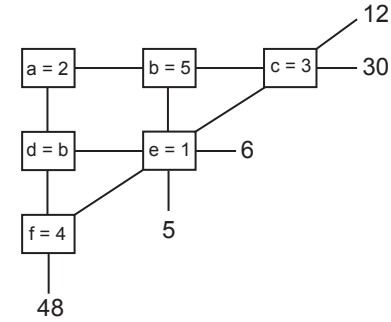 12
a = 2 b = 5 c = 3 30
d = b e = 1 6
5
f = 4
48